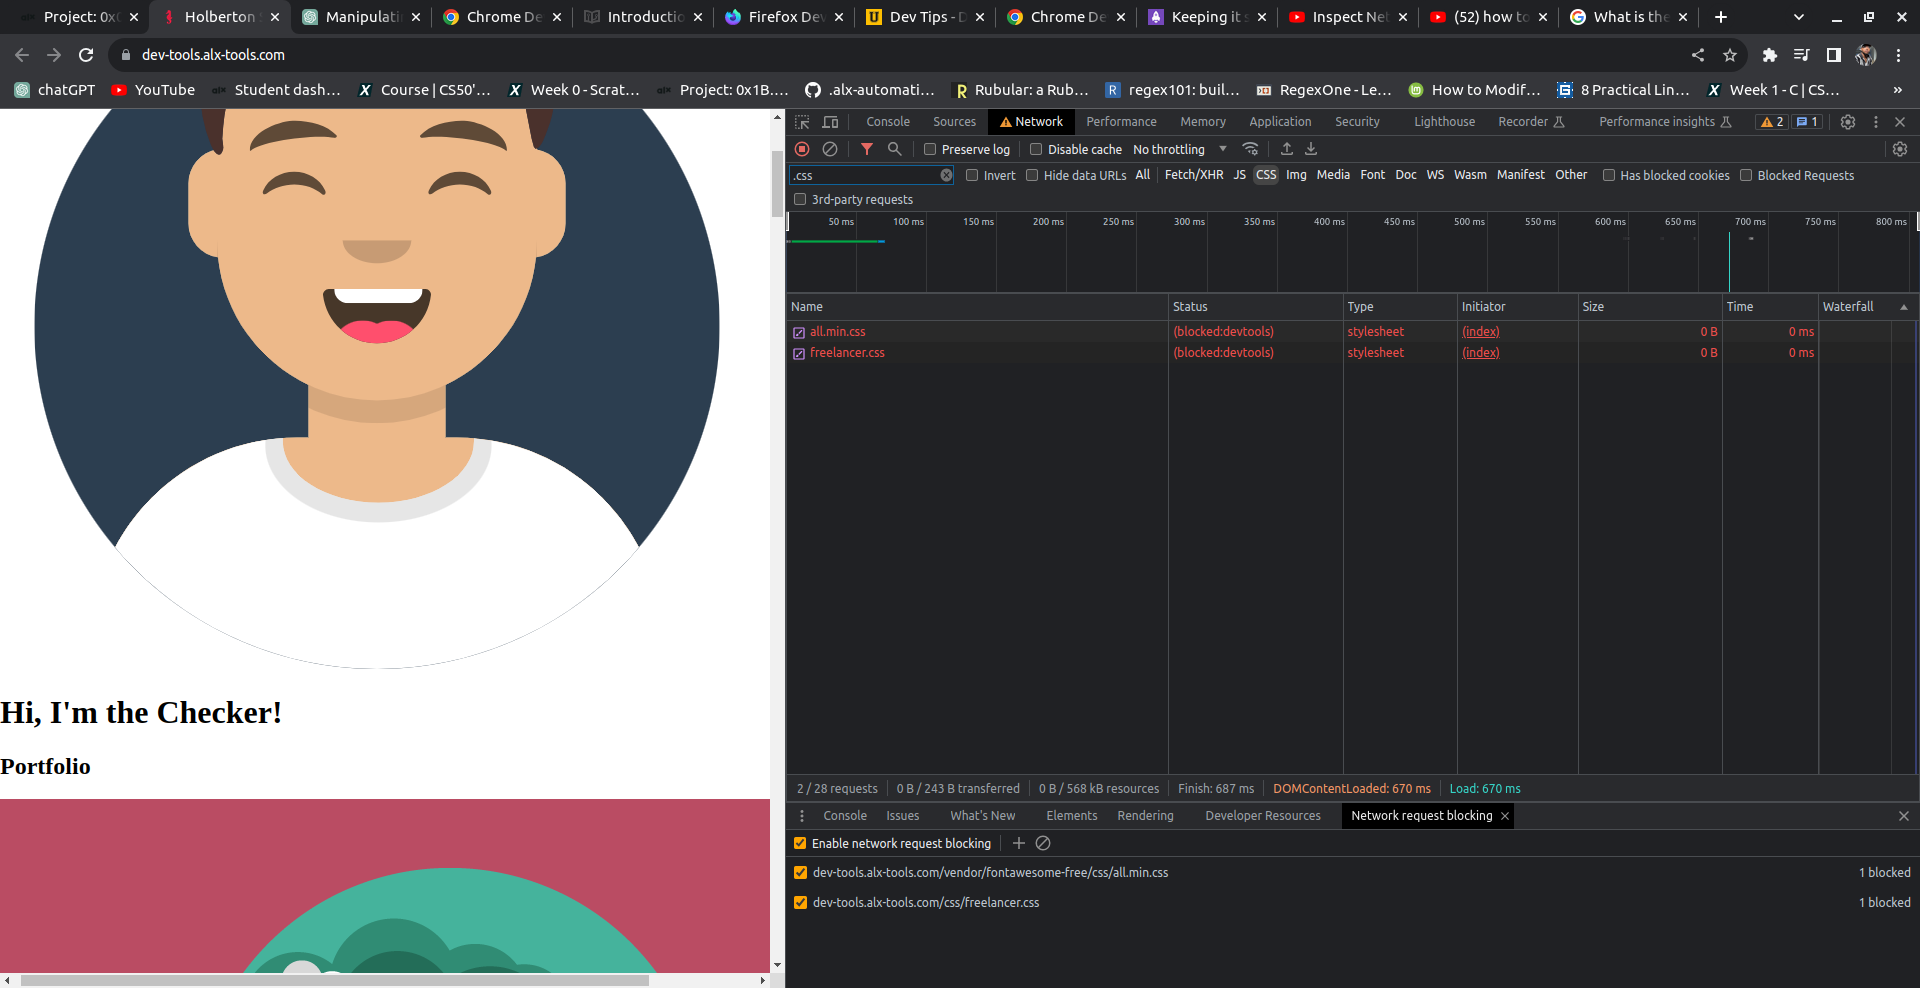 Project: 0x0
Holberton S
Manipulatin
Chrome De
Introductio
Firefox Dev
Dev Tips - D
Chrome De
Keeping it s
Inspect Net
(52) how to
What is the
dev-tools.alx-tools.com
chatGPT YouTube Student dash... Course | CS50'... Week 0 - Scrat... Project: 0x1B.... .alx-automati... Rubular: a Rub... regex101: buil... RegexOne - Le... How to Modif... 8 Practical Lin... Week 1 - C | CS... »
Console Sources Network Performance Memory Application Security Lighthouse Recorder Performance insights 2 1
Preserve log Disable cache No throttling
.css Invert Hide data URLs All Fetch/XHR JS CSS Img Media Font Doc WS Wasm Manifest Other Has blocked cookies Blocked Requests
3rd-party requests
50 ms 100 ms 150 ms 200 ms 250 ms 300 ms 350 ms 400 ms 450 ms 500 ms 550 ms 600 ms 650 ms 700 ms 750 ms 800 ms
Name Status Type Initiator Size Time Waterfall
all.min.css (blocked:devtools) stylesheet (index) 0 B 0 ms
freelancer.css (blocked:devtools) stylesheet (index) 0 B 0 ms
2 / 28 requests 0 B / 243 B transferred 0 B / 568 kB resources Finish: 687 ms DOMContentLoaded: 670 ms Load: 670 ms
Console Issues What's New Elements Rendering Developer Resources Network request blocking
Enable network request blocking
dev-tools.alx-tools.com/vendor/fontawesome-free/css/all.min.css 1 blocked
dev-tools.alx-tools.com/css/freelancer.css 1 blocked
Hi, I'm the Checker!
Portfolio